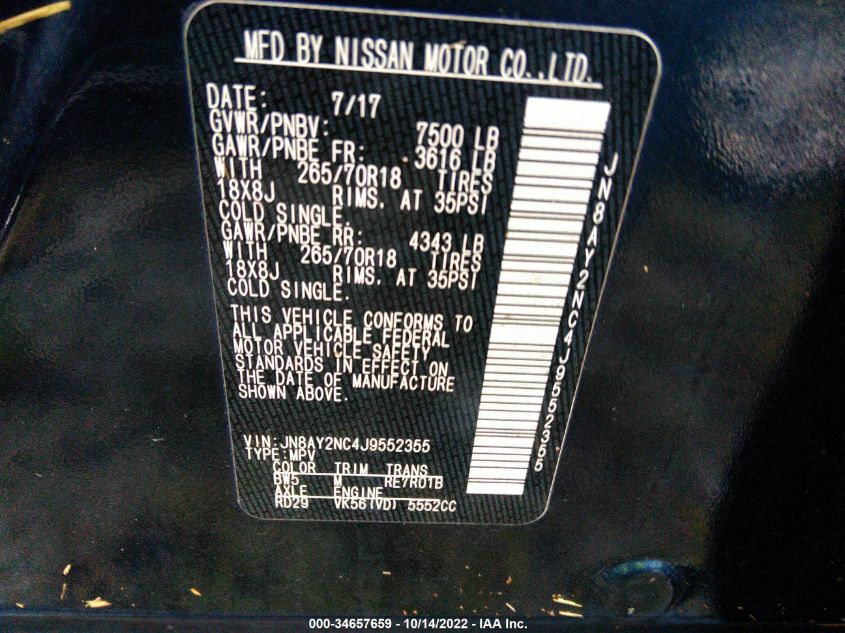 MFD BY NISSAN MOTOR CO.,LTD.
DATE: 7/17
GVWR/PNBV: 7500 LB
GAWR/PNBE FR: 3616 LB
WITH 265/70R18 TIRES
18X8J RIMS. AT 35PSI
COLD SINGLE.
GAWR/PNBE RR: 4343 LB
WITH 265/70R18 TIRES
18X8J RIMS. AT 35PSI
COLD SINGLE.
THIS VEHICLE CONFORMS TO
ALL APPLICABLE FEDERAL
MOTOR VEHICLE SAFETY
STANDARDS IN EFFECT ON
THE DATE OF MANUFACTURE
SHOWN ABOVE.
VIN:JN8AY2NC4J9552355
TYPE:MPV
COLOR TRIM TRANS
BW5 M RE7R01B
AXLE ENGINE
RD29 VK56(VD) 5552CC
JN8AY2NC4J9552355
000-34657659 - 10/14/2022 - IAA Inc.